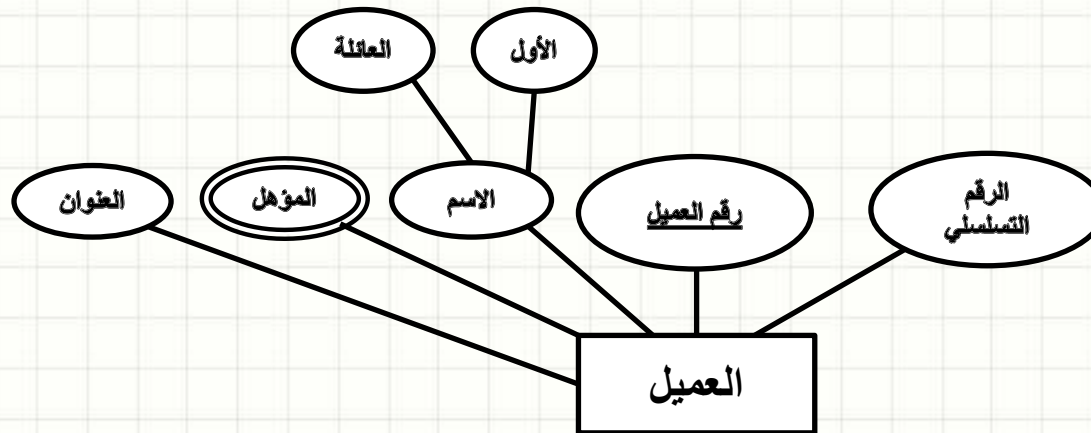 الأول
العائلة
الرقم
التسلسلي
رقم العميل
الاسم
المؤهل
العنوان
العميل